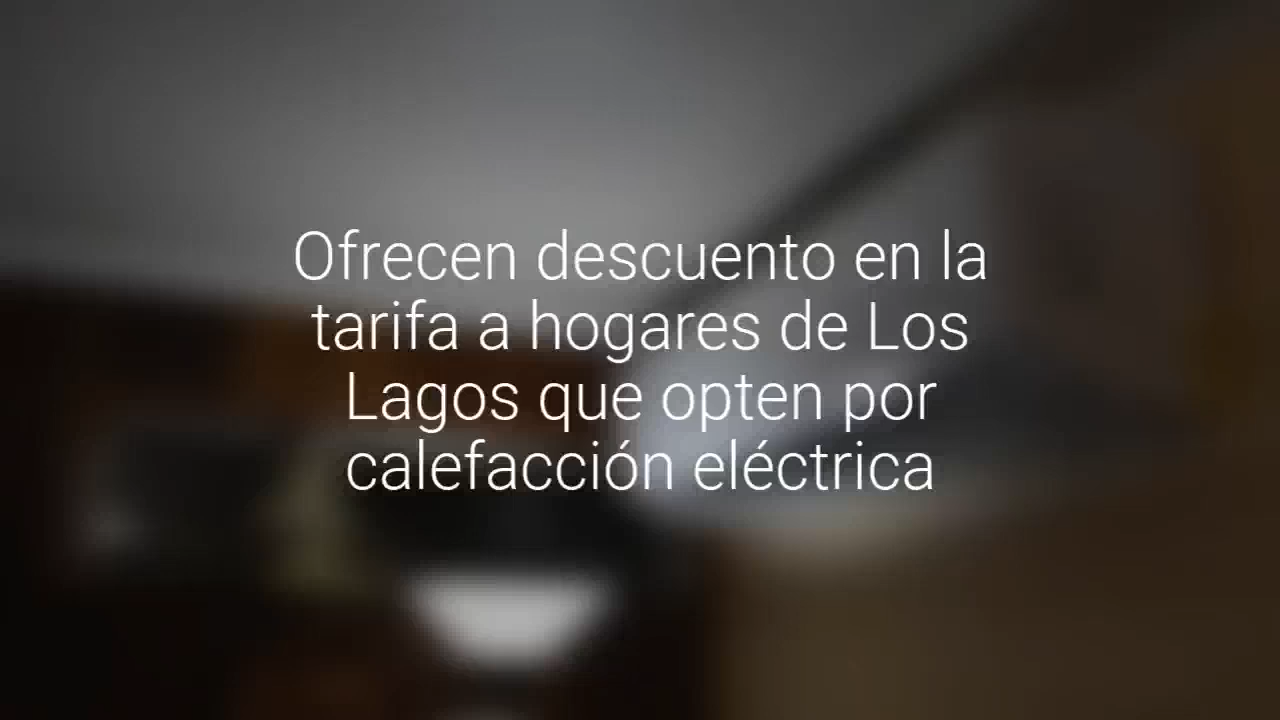 Ofrecen descuento en la
tarifa a hogares de Los
Lagos que opten por
calefacción eléctrica